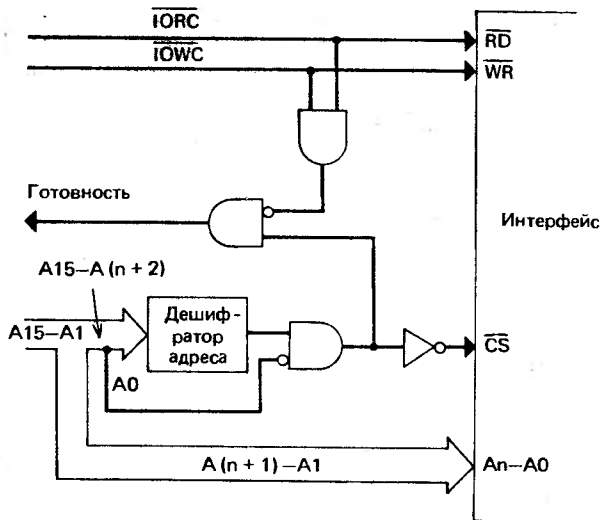 IORC
RD
IOWC
WR
Готовность
Интерфейс
A15–A (n + 2)
Дешиф-
ратор
адреса
A15–A1
CS
A0
A (n + 1) –A1
An–A0